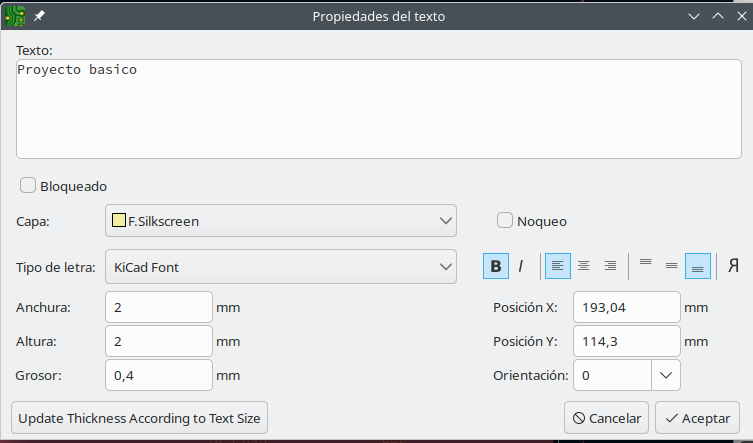 Propiedades del texto
Texto:
Proyecto basico
Bloqueado
Capa: F.Silkscreen Noqueo
Tipo de letra: KiCad Font B I Я
Anchura: 2 mm Posición X: 193,04 mm
Altura: 2 mm Posición Y: 114,3 mm
Grosor: 0,4 mm Orientación: 0
Update Thickness According to Text Size Cancelar Aceptar